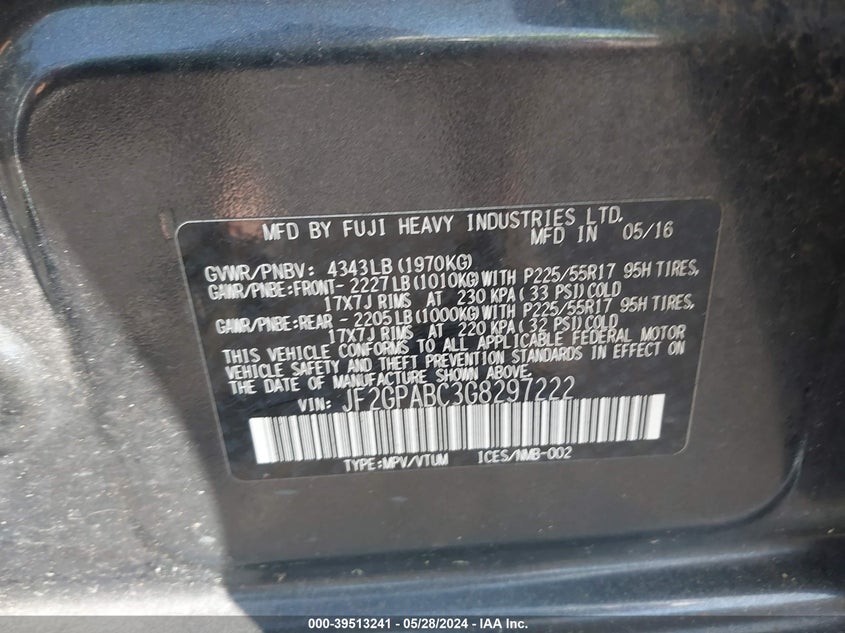 MFD BY FUJI HEAVY INDUSTRIES LTD.
MFD IN 05/16
GVWR/PNBV: 4343LB(1970KG)
GAWR/PNBE:FRONT-2227LB(1010KG)WITH P225/55R17 95H TIRES,
17X7J RIMS AT 230 KPA(33 PSI)COLD
GAWR/PNBE:REAR -2205LB(1000KG)WITH P225/55R17 95H TIRES,
17X7J RIMS AT 220 KPA(32 PSI)COLD
THIS VEHICLE CONFORMS TO ALL APPLICABLE FEDERAL MOTOR
VEHICLE SAFETY AND THEFT PREVENTION STANDARDS IN EFFECT ON
THE DATE OF MANUFACTURE SHOWN ABOVE.
VIN: JF2GPABC3G8297222
TYPE:MPV/VTUM ICES/NMB-002
000-39513241 - 05/28/2024 - IAA Inc.